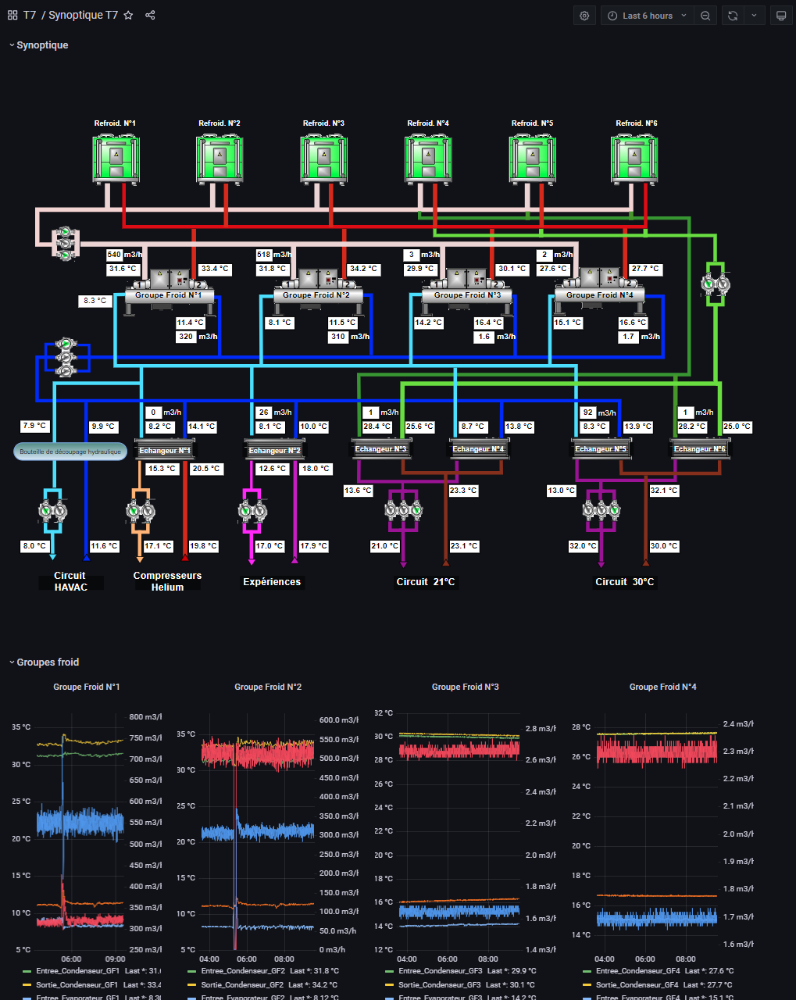 T7 / Synoptique T7
Last 6 hours
Synoptique
Refroid. N°1 Refroid. N°2 Refroid. N°3 Refroid. N°4 Refroid. N°5 Refroid. N°6
540 m3/h 518 m3/h 3 m3/h 2 m3/h
31.6 °C 33.4 °C 31.8 °C 34.2 °C 29.9 °C 30.1 °C 27.6 °C 27.7 °C
Groupe Froid N°1 Groupe Froid N°2 Groupe Froid N°3 Groupe Froid N°4
8.3 °C
11.4 °C 8.1 °C 11.5 °C 14.2 °C 16.4 °C 15.1 °C 16.6 °C
320 m3/h 310 m3/h 1.6 m3/h 1.7 m3/h
0 m3/h 26 m3/h 1 m3/h 92 m3/h 1 m3/h
7.9 °C 9.9 °C 8.2 °C 14.1 °C 8.1 °C 10.0 °C 28.4 °C 25.6 °C 8.7 °C 13.8 °C 8.3 °C 13.9 °C 28.2 °C 25.0 °C
Bouteille de découpage hydraulique Echangeur N°1 Echangeur N°2 Echangeur N°3 Echangeur N°4 Echangeur N°5 Echangeur N°6
15.3 °C 20.5 °C 12.6 °C 18.0 °C
13.6 °C 23.3 °C 13.0 °C 32.1 °C
8.0 °C 11.6 °C 17.1 °C 19.8 °C 17.0 °C 17.9 °C 21.0 °C 23.1 °C 32.0 °C 30.0 °C
Circuit
HAVAC
Compresseurs
Helium
Expériences
Circuit 21°C
Circuit 30°C
Groupes froid
Groupe Froid N°1
35 °C
30 °C
25 °C
20 °C
15 °C
10 °C
5 °C
800 m3/h
750 m3/h
700 m3/h
650 m3/h
600 m3/h
550 m3/h
500 m3/h
450 m3/h
400 m3/h
350 m3/h
300 m3/h
250 m3/h
06:00 09:00
Entree_Condenseur_GF1 Last *: 31.6
Sortie_Condenseur_GF1 Last *: 33.4
Entree_Evaporateur_GF1 Last *: 8.30
Groupe Froid N°2
35 °C
30 °C
25 °C
20 °C
15 °C
10 °C
5 °C
600.0 m3/h
550.0 m3/h
500.0 m3/h
450.0 m3/h
400.0 m3/h
350.0 m3/h
300.0 m3/h
250.0 m3/h
200.0 m3/h
150.0 m3/h
100.0 m3/h
50.0 m3/h
0 m3/h
04:00 06:00 08:00
Entree_Condenseur_GF2 Last *: 31.8 °C
Sortie_Condenseur_GF2 Last *: 34.2 °C
Entree_Evaporateur_GF2 Last *: 8.12 °C
Groupe Froid N°3
32 °C
30 °C
28 °C
26 °C
24 °C
22 °C
20 °C
18 °C
16 °C
14 °C
12 °C
2.8 m3/h
2.6 m3/h
2.4 m3/h
2.2 m3/h
2.0 m3/h
1.8 m3/h
1.6 m3/h
1.4 m3/h
04:00 06:00 08:00
Entree_Condenseur_GF3 Last *: 29.9 °C
Sortie_Condenseur_GF3 Last *: 30.1 °C
Entree_Evaporateur_GF3 Last *: 14.2 °C
Groupe Froid N°4
28 °C
26 °C
24 °C
22 °C
20 °C
18 °C
16 °C
14 °C
2.4 m3/h
2.3 m3/h
2.2 m3/h
2.1 m3/h
2.0 m3/h
1.9 m3/h
1.8 m3/h
1.7 m3/h
1.6 m3/h
04:00 06:00 08:00
Entree_Condenseur_GF4 Last *: 27.6 °C
Sortie_Condenseur_GF4 Last *: 27.7 °C
Entree_Evaporateur_GF4 Last *: 15.1 °C